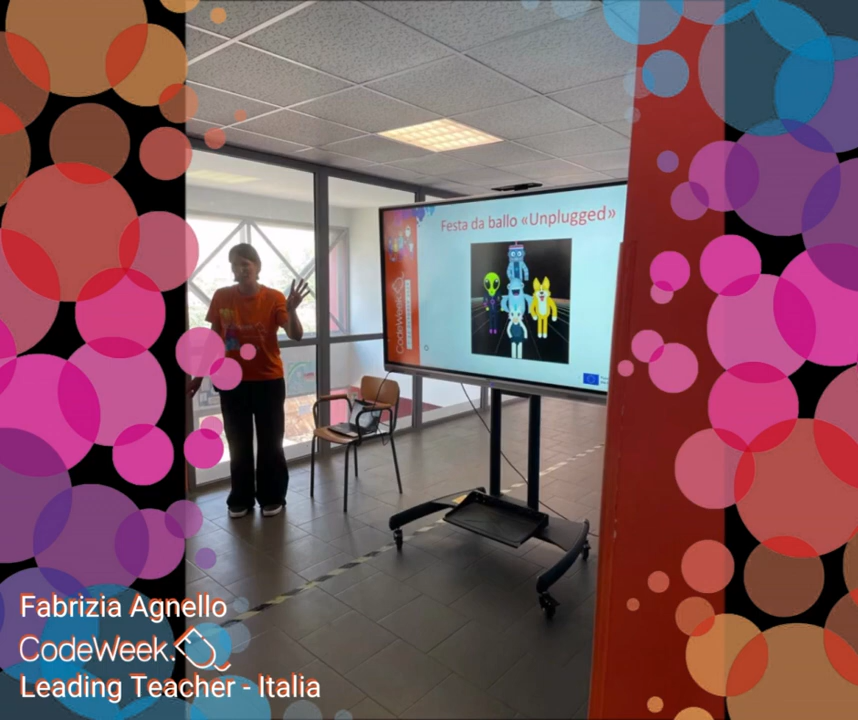 Festa da ballo «Unplugged»
CodeWeek
Fabrizia Agnello
CodeWeek.
Leading Teacher - Italia